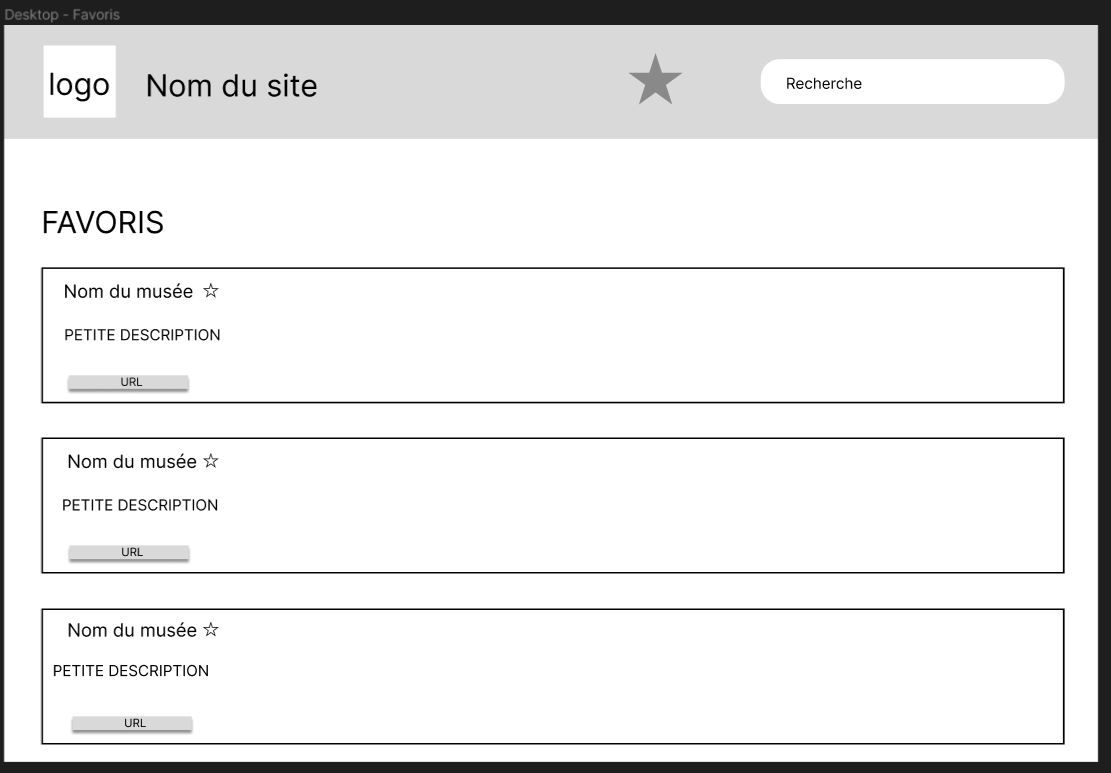 Desktop - Favoris
logo
Nom du site
Recherche
FAVORIS
Nom du musée ☆
PETITE DESCRIPTION
URL
Nom du musée ☆
PETITE DESCRIPTION
URL
Nom du musée ☆
PETITE DESCRIPTION
URL